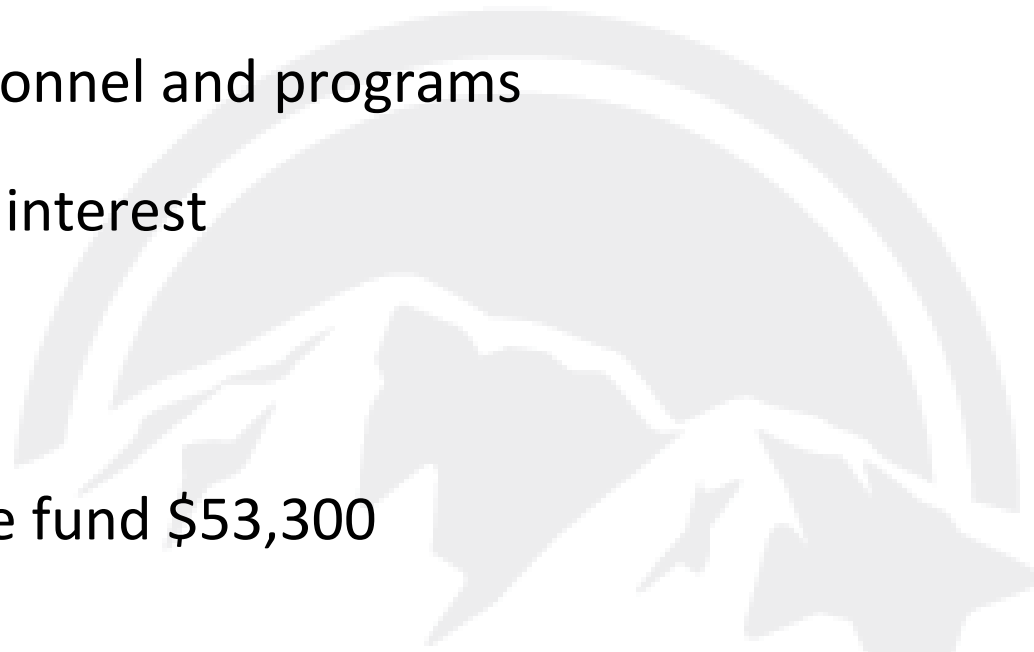 onnel and programs
interest
e fund $53,300